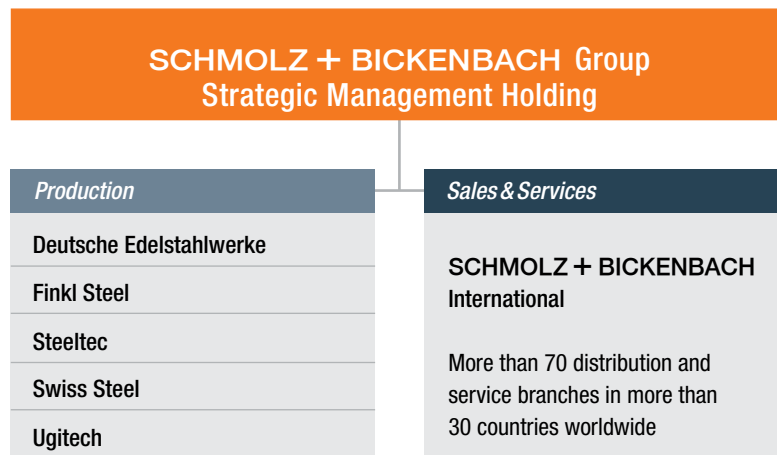 SCHMOLZ + BICKENBACH Group
Strategic Management Holding
Production
Deutsche Edelstahlwerke
Finkl Steel
Steeltec
Swiss Steel
Ugitech
Sales & Services
SCHMOLZ + BICKENBACH
International
More than 70 distribution and
service branches in more than
30 countries worldwide